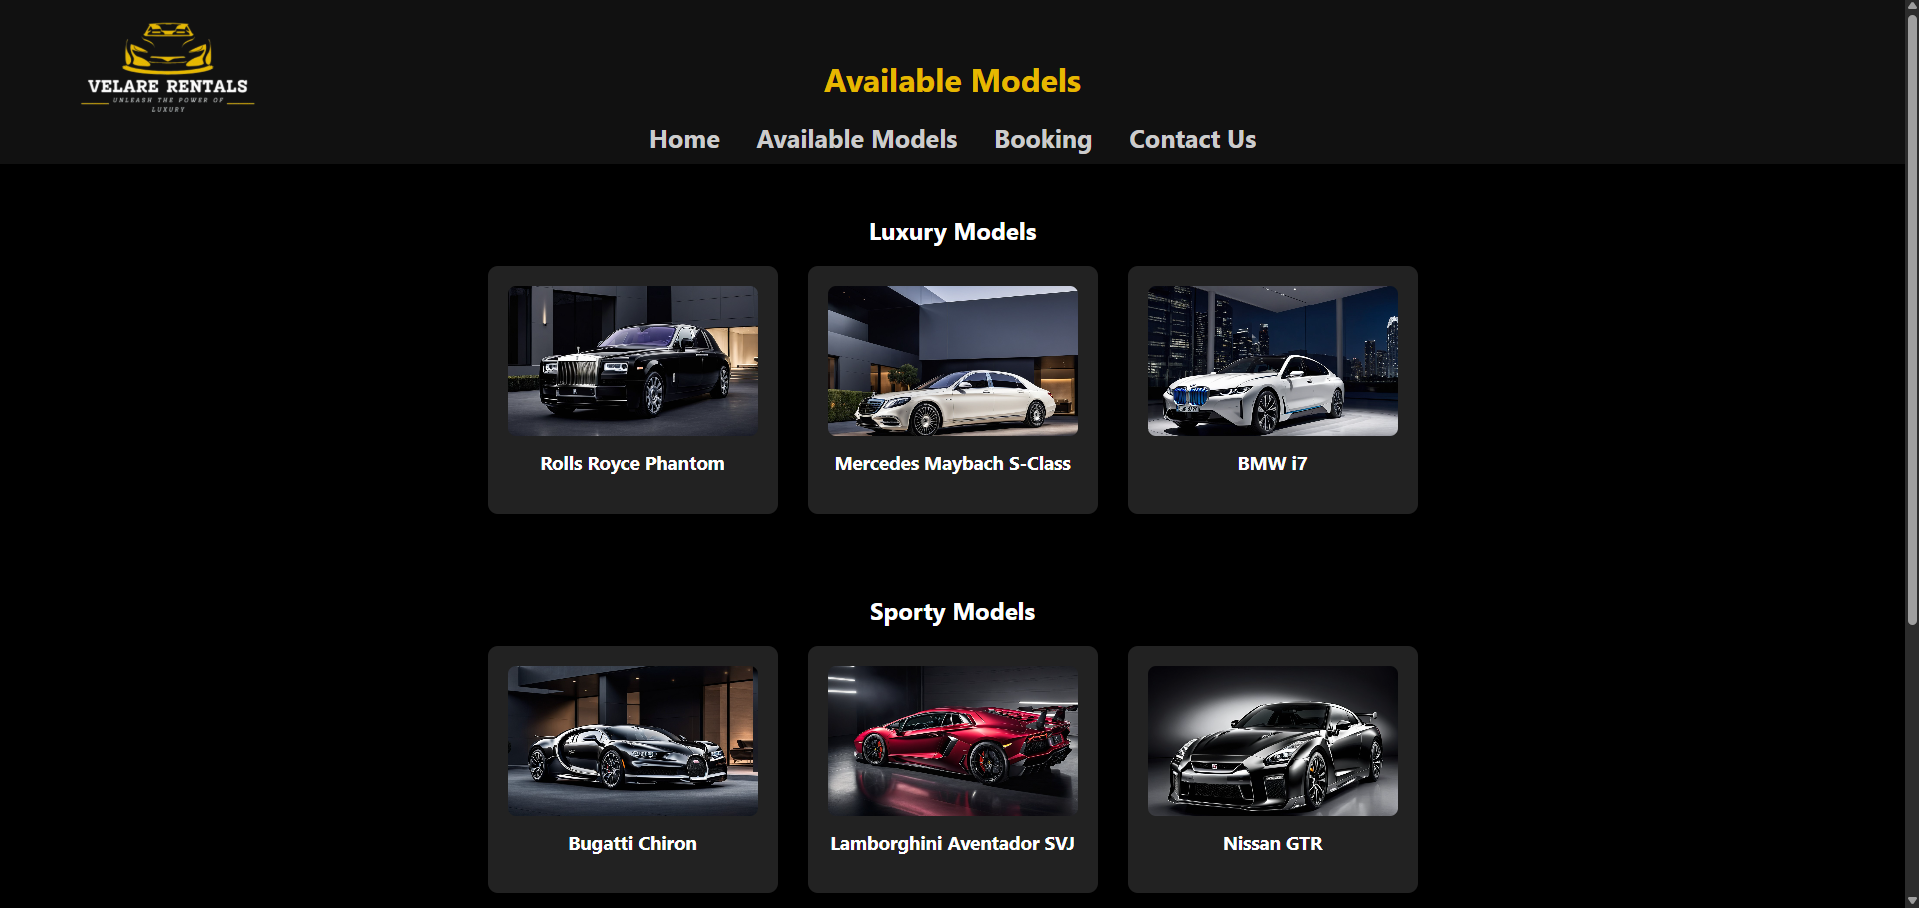 VELARE RENTALS
UNLEASH THE POWER OF
LUXURY
Available Models
Home Available Models Booking Contact Us
Luxury Models
Rolls Royce Phantom Mercedes Maybach S-Class BMW i7
Sporty Models
Bugatti Chiron Lamborghini Aventador SVJ Nissan GTR